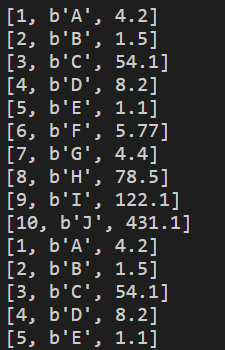 [1, b'A', 4.2]
[2, b'B', 1.5]
[3, b'C', 54.1]
[4, b'D', 8.2]
[5, b'E', 1.1]
[6, b'F', 5.77]
[7, b'G', 4.4]
[8, b'H', 78.5]
[9, b'I', 122.1]
[10, b'J', 431.1]
[1, b'A', 4.2]
[2, b'B', 1.5]
[3, b'C', 54.1]
[4, b'D', 8.2]
[5, b'E', 1.1]